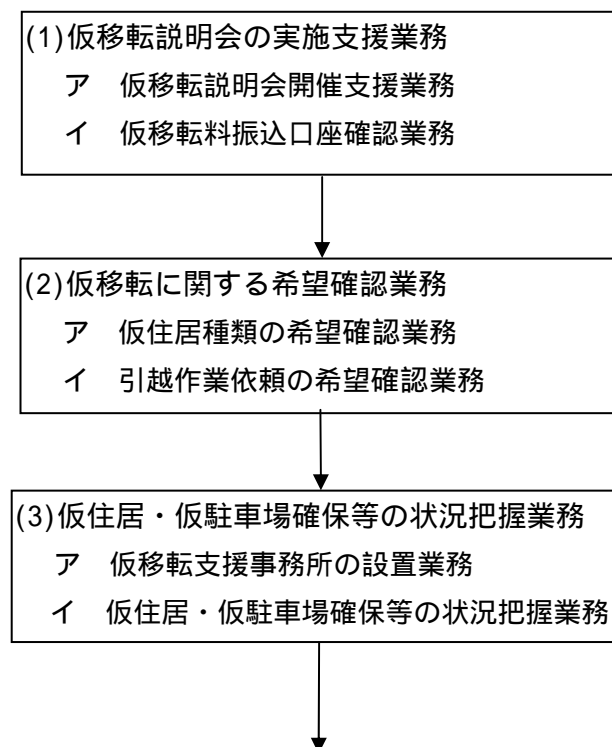 (1)仮移転説明会の実施支援業務
ア　仮移転説明会開催支援業務
イ　仮移転料振込口座確認業務
(2)仮移転に関する希望確認業務
ア　仮住居種類の希望確認業務
イ　引越作業依頼の希望確認業務
(3)仮住居・仮駐車場確保等の状況把握業務
ア　仮移転支援事務所の設置業務
イ　仮住居・仮駐車場確保等の状況把握業務